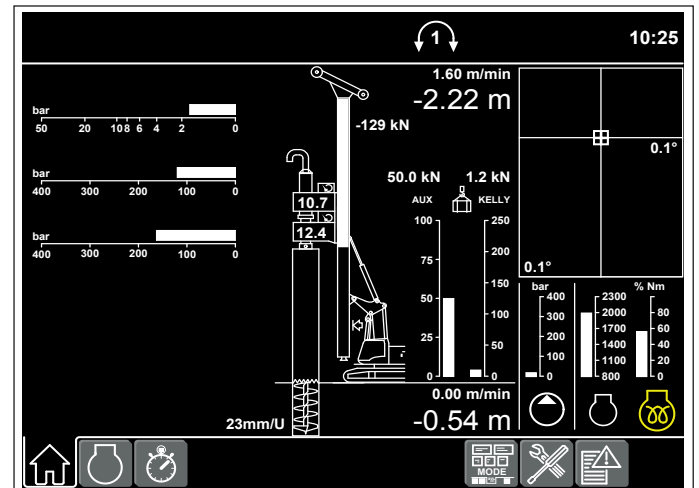 1
10:25
1.60 m/min
-2.22 m
bar
50 20 10 8 6 4 2 0
-129 kN
0.1°
bar
400 300 200 100 0
50.0 kN 1.2 kN
AUX KELLY
10.7
12.4
bar
400 300 200 100 0
100 250
200
75
150
50
100
25
50
0 0
0.1°
bar
400
300
200
100
0
% Nm
2300
2000
1700
1400
1100
800
80
60
40
20
0
0.00 m/min
-0.54 m
23mm/U
MODE